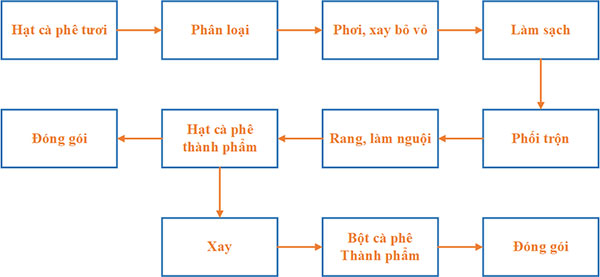 Hạt cà phê tươi
Phân loại
Phơi, xay bỏ vỏ
Làm sạch
Phối trộn
Rang, làm nguội
Hạt cà phê
thành phẩm
Đóng gói
Xay
Bột cà phê
Thành phẩm
Đóng gói